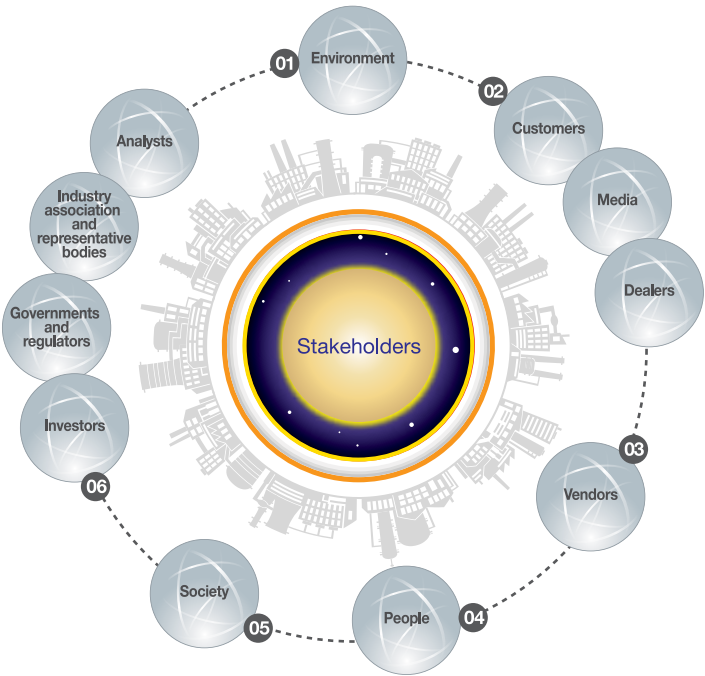 01
Environment
02
Customers
Media
Dealers
03
Vendors
04
People
05
Society
06
Investors
Governments
and
regulators
Industry
association
and
representative
bodies
Analysts
Stakeholders